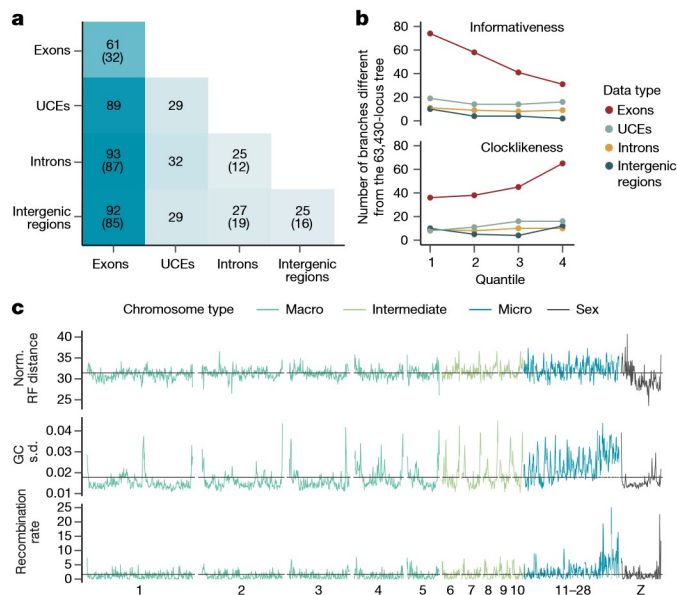 a
Exons
61
(32)
UCEs
89
29
Introns
93
(87)
32
25
(12)
Intergenic
regions
92
(85)
29
27
(19)
25
(16)
Exons
UCEs
Introns
Intergenic
regions
b
Number of branches different
from the 63,430-locus tree
Informativeness
80
60
40
20
0
Clocklikeness
80
60
40
20
0
1
2
3
4
Quantile
Data type
Exons
UCEs
Introns
Intergenic
regions
c
Chromosome type
Macro
Intermediate
Micro
Sex
Norm.
RF distance
40
35
30
25
GC
s.d.
0.04
0.03
0.02
0.01
Recombination
rate
25
20
15
10
5
0
1
2
3
4
5
6
7
8
9
10
11–28
Z